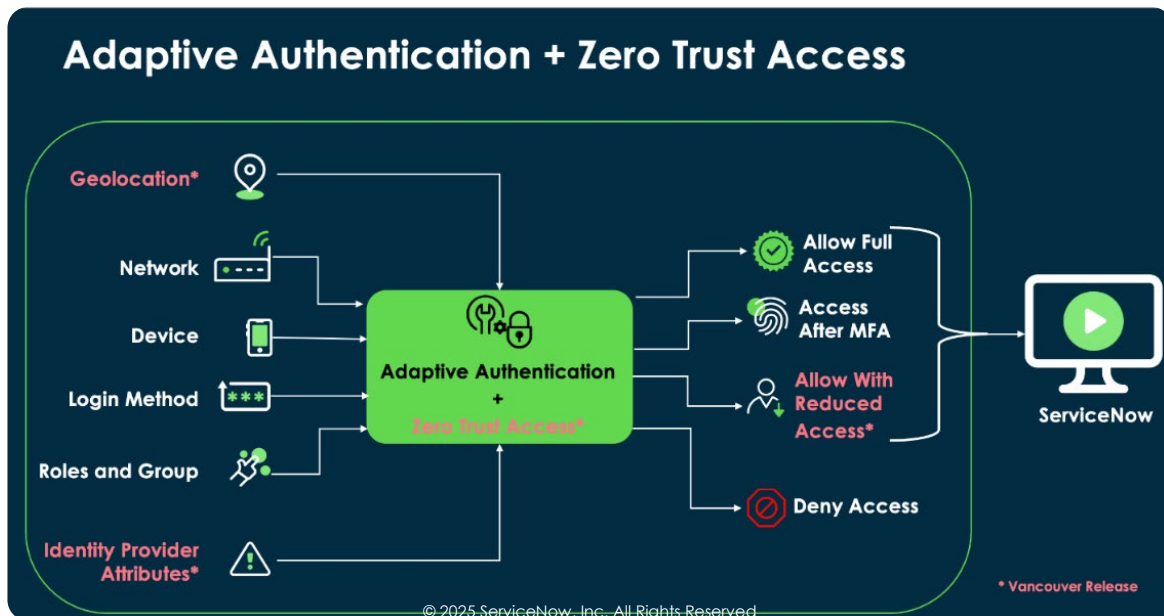 Adaptive Authentication + Zero Trust Access
Geolocation*
Network
Device
Login Method
***
Roles and Group
Identity Provider
Attributes*
Adaptive Authentication
+
Zero Trust Access*
Allow Full
Access
Access
After MFA
Allow With
Reduced
Access*
Deny Access
ServiceNow
* Vancouver Release
© 2025 ServiceNow, Inc. All Rights Reserved